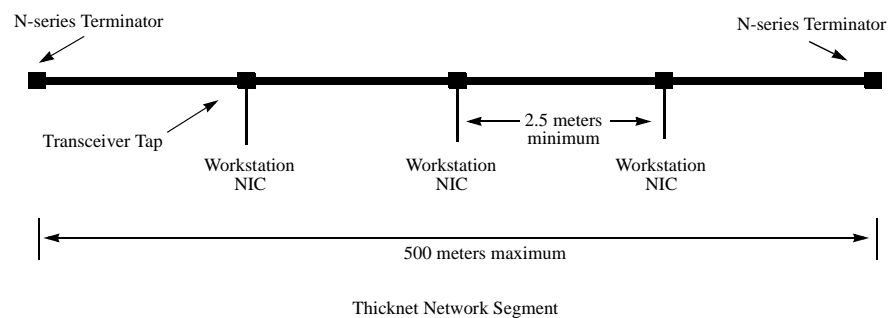 N-series Terminator
N-series Terminator
Transceiver Tap
2.5 meters
minimum
Workstation
NIC
Workstation
NIC
Workstation
NIC
500 meters maximum
Thicknet Network Segment